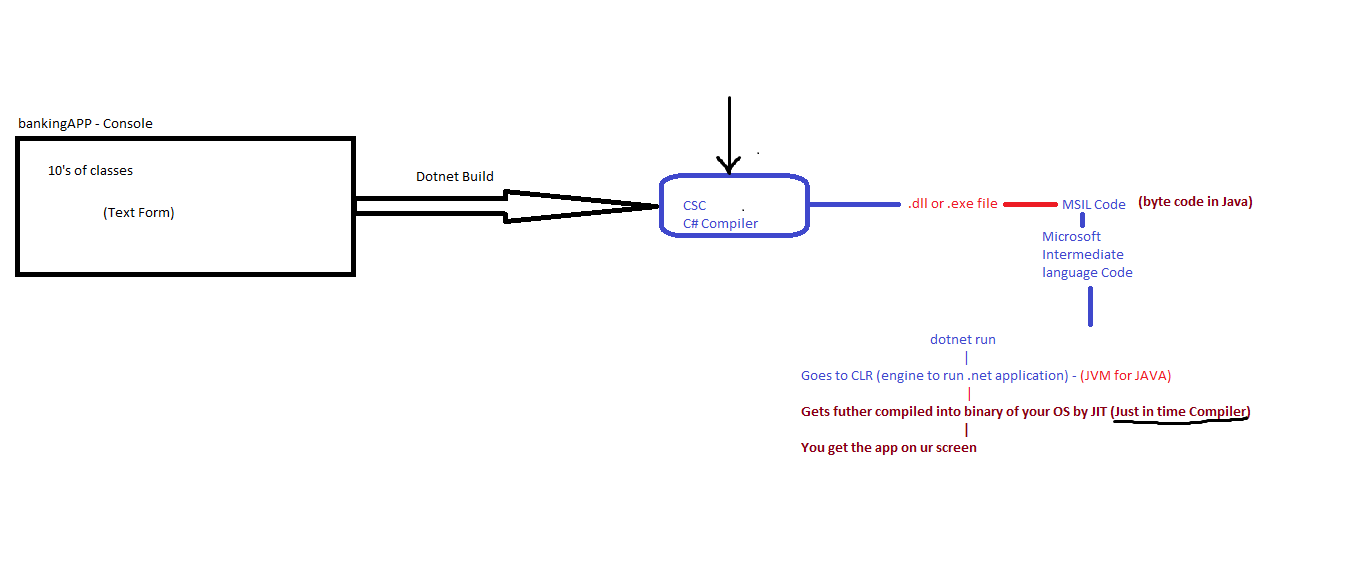 bankingAPP - Console
10's of classes
(Text Form)
Dotnet Build
CSC
C# Compiler
.dll or .exe file
MSIL Code
(byte code in Java)
Microsoft
Intermediate
language Code
dotnet run
Goes to CLR (engine to run .net application) - (JVM for JAVA)
Gets futher compiled into binary of your OS by JIT (Just in time Compiler)
You get the app on ur screen